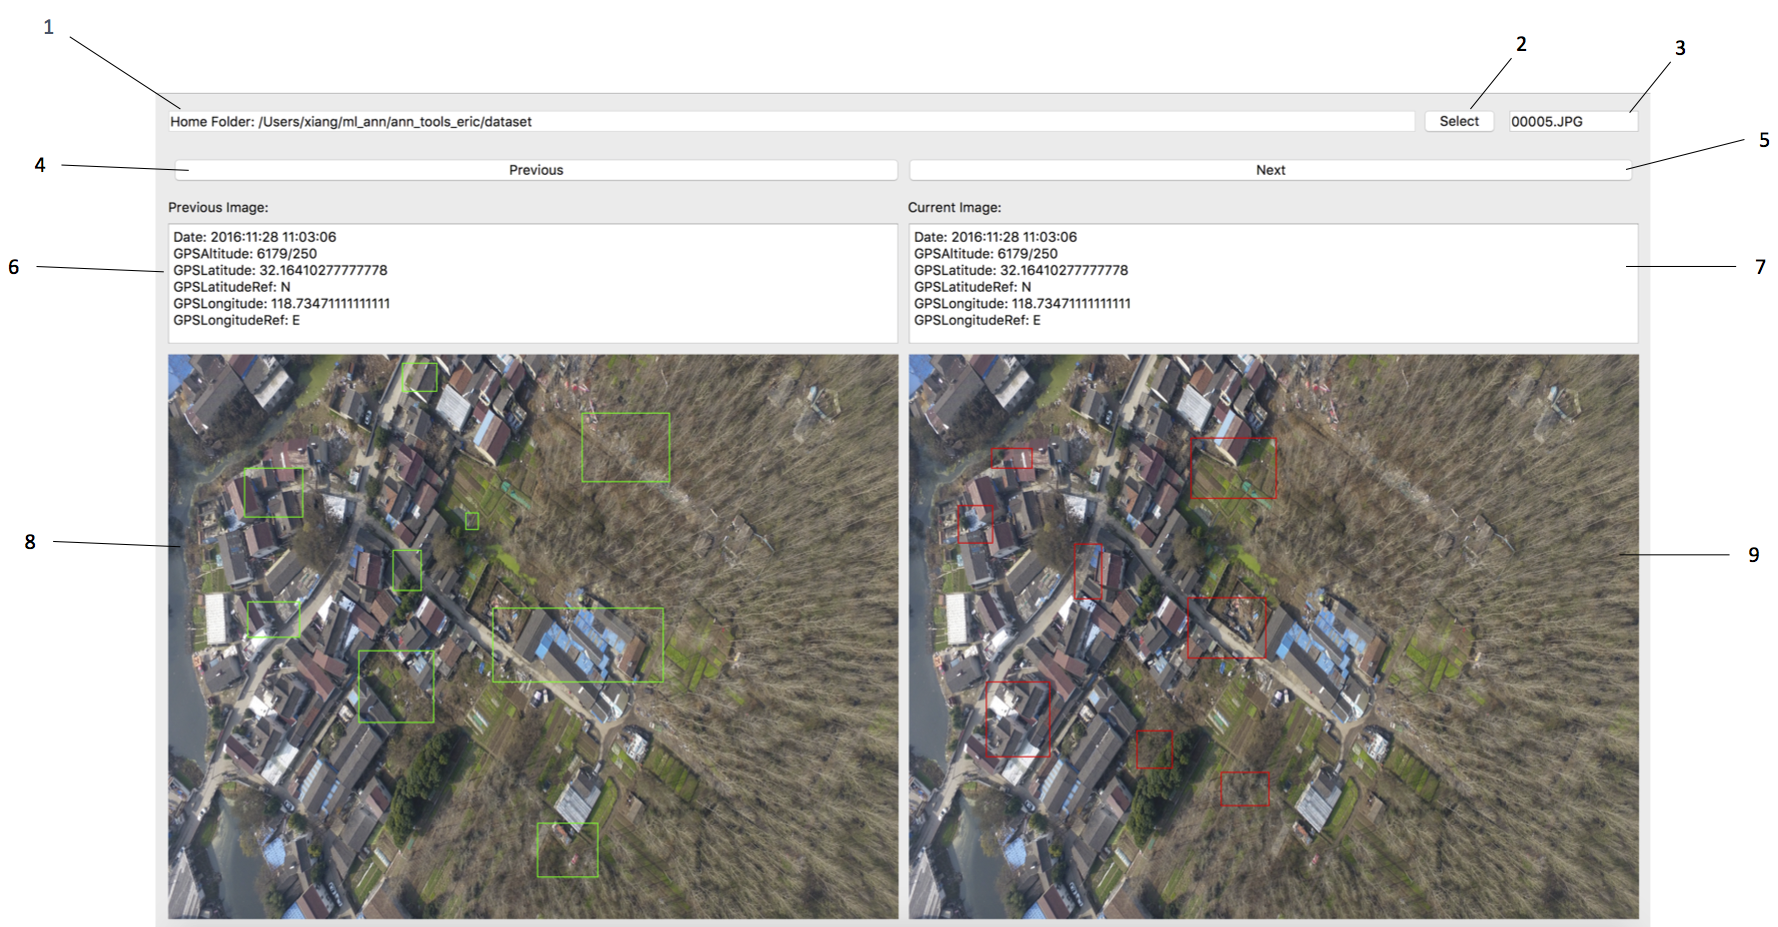 1
2
3
Home Folder: /Users/xiang/ml_ann/ann_tools_eric/dataset
Select
00005.JPG
4
Previous
Next
5
Previous Image:
Current Image:
6
Date: 2016:11:28 11:03:06
GPSAltitude: 6179/250
GPSLatitude: 32.16410277777778
GPSLatitudeRef: N
GPSLongitude: 118.73471111111111
GPSLongitudeRef: E
Date: 2016:11:28 11:03:06
GPSAltitude: 6179/250
GPSLatitude: 32.16410277777778
GPSLatitudeRef: N
GPSLongitude: 118.73471111111111
GPSLongitudeRef: E
7
8
9